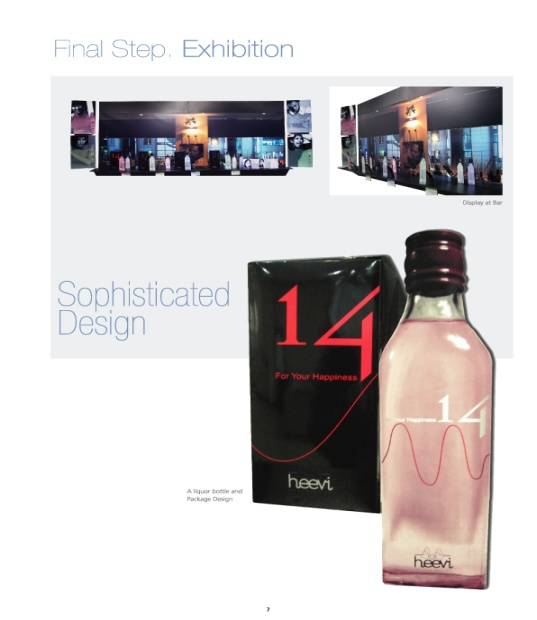 Final Step. Exhibition
Display at Bar
Sophisticated
Design
14
For Your Happiness
heevi
14
Your Happiness
heevi
A liquor bottle and
Package Design
7